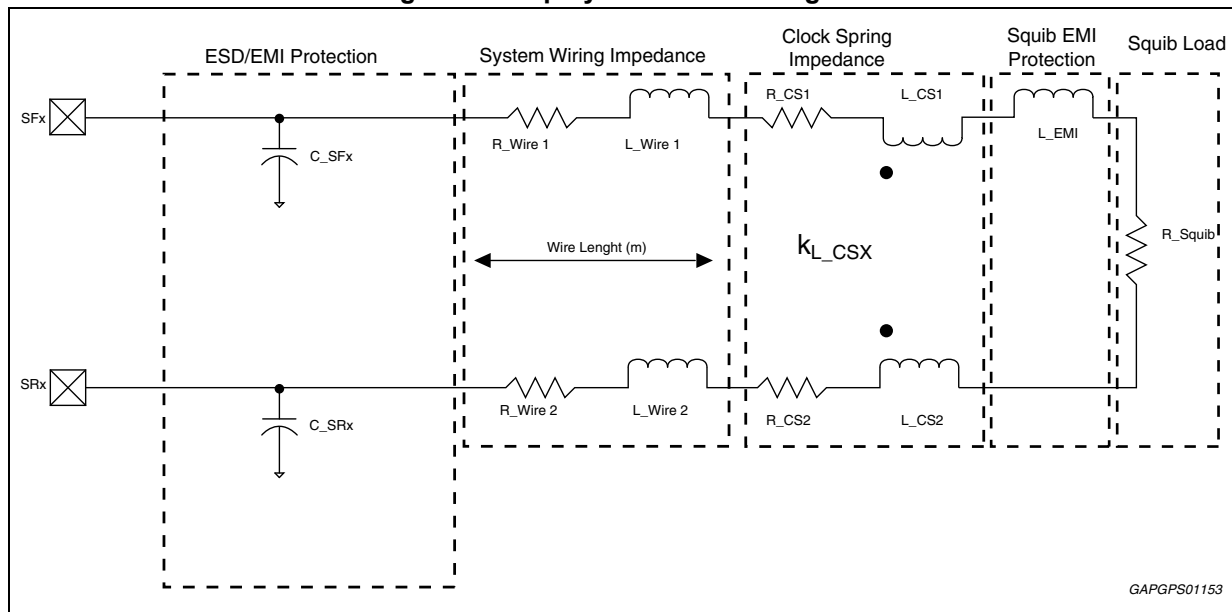 ESD/EMI Protection
System Wiring Impedance
Clock Spring
Impedance
Squib EMI
Protection
Squib Load
SFx
C_SFx
R_Wire 1
L_Wire 1
R_CS1
L_CS1
L_EMI
R_Squib
Wire Lenght (m)
kL_CSX
SRx
C_SRx
R_Wire 2
L_Wire 2
R_CS2
L_CS2
GAPGPS01153